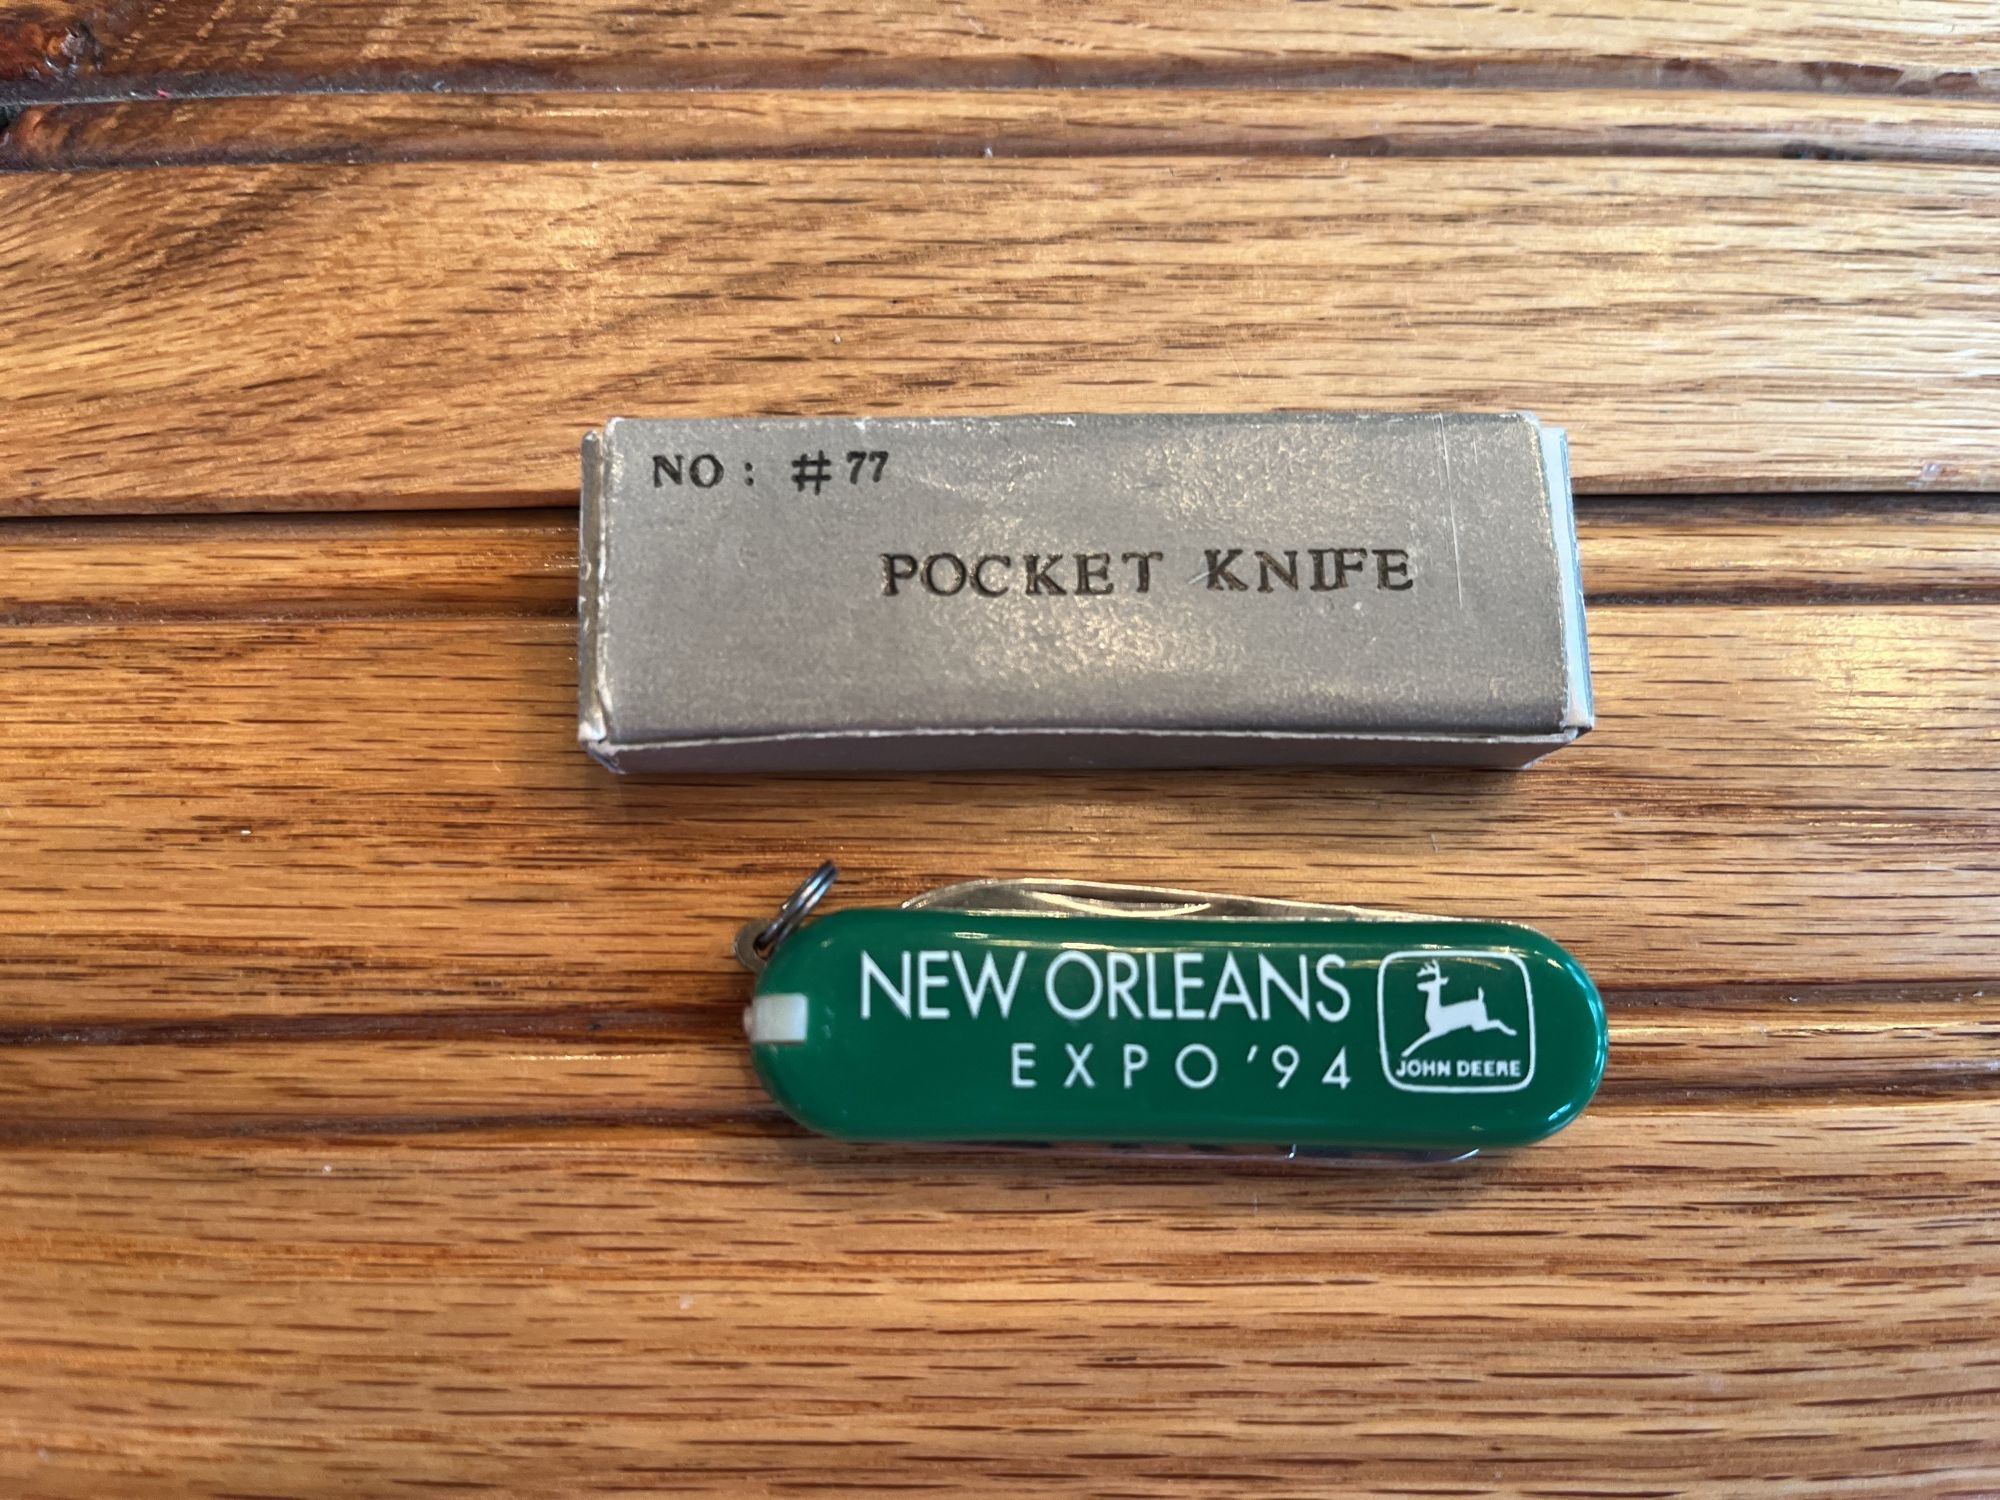 NO: #77
POCKET KNIFE
NEW ORLEANS
EXPO '94
JOHN DEERE